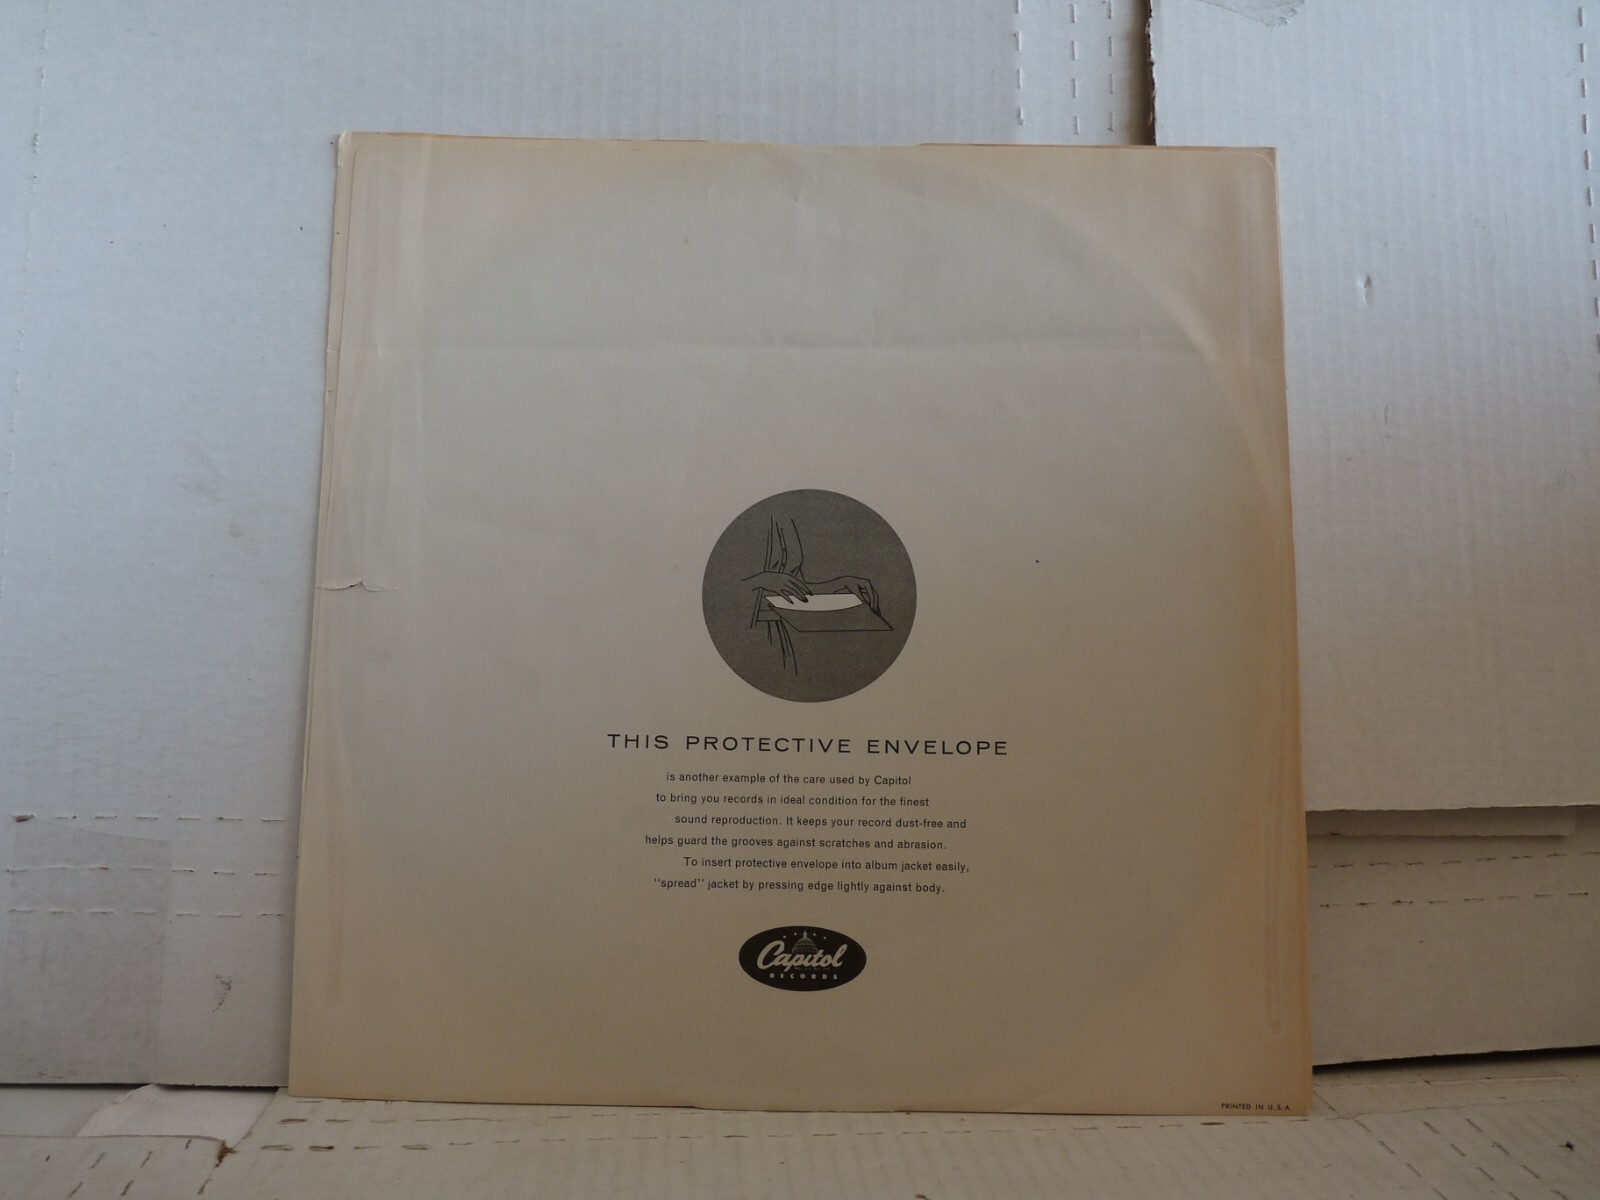 THIS PROTECTIVE ENVELOPE
is another example of the care used by Capitol
to bring you records in ideal condition for the finest
sound reproduction. It keeps your record dust-free and
helps guard the grooves against scratches and abrasion.
To insert protective envelope into album jacket easily,
"spread" jacket by pressing edge lightly against body.
Capitol
RECORDS
PRINTED IN U.S.A.